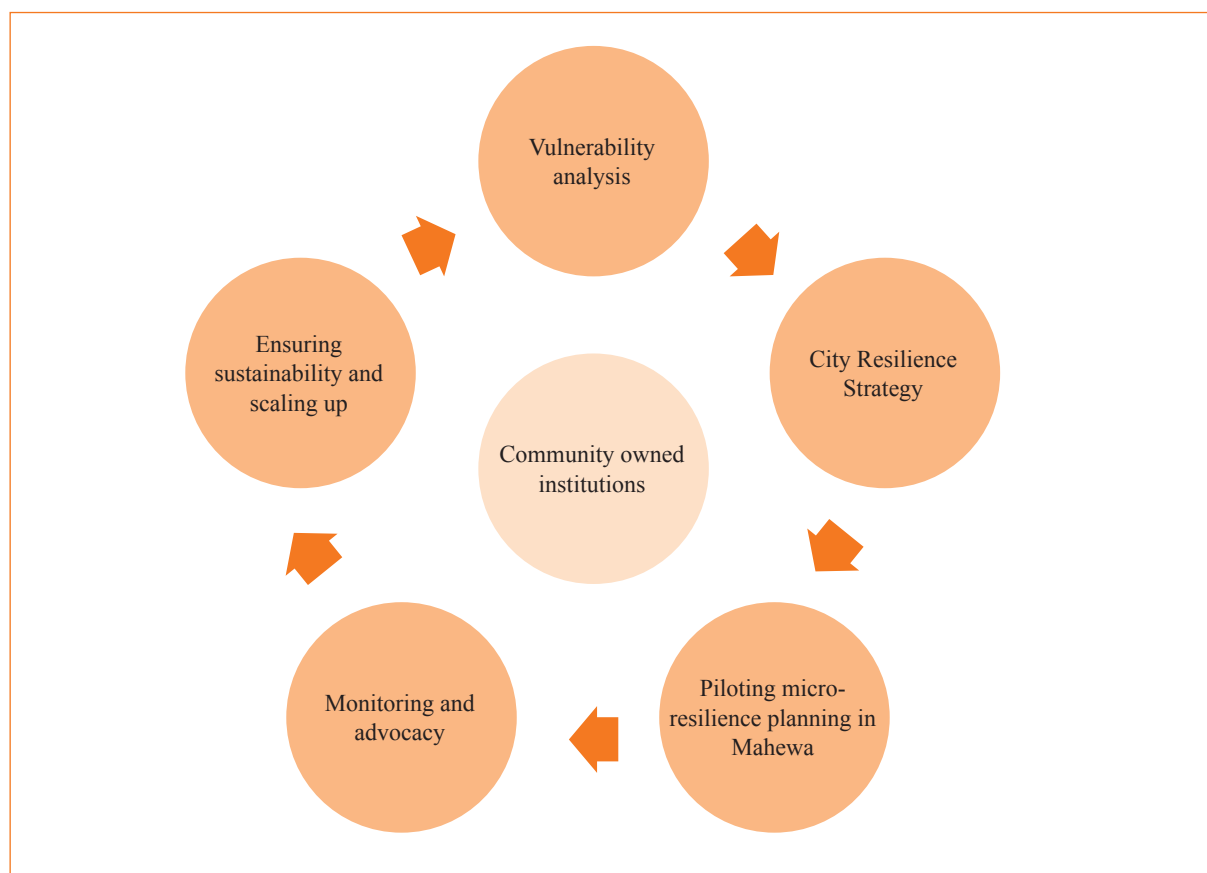 Vulnerability
analysis
City Resilience
Strategy
Piloting micro-
resilience planning in
Mahewa
Monitoring and
advocacy
Ensuring
sustainability and
scaling up
Community owned
institutions